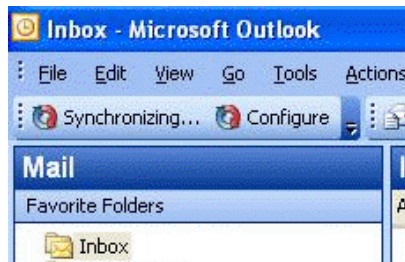 Inbox - Microsoft Outlook
File Edit View Go Tools Actions
Synchronizing... Configure
Mail
Favorite Folders
Inbox